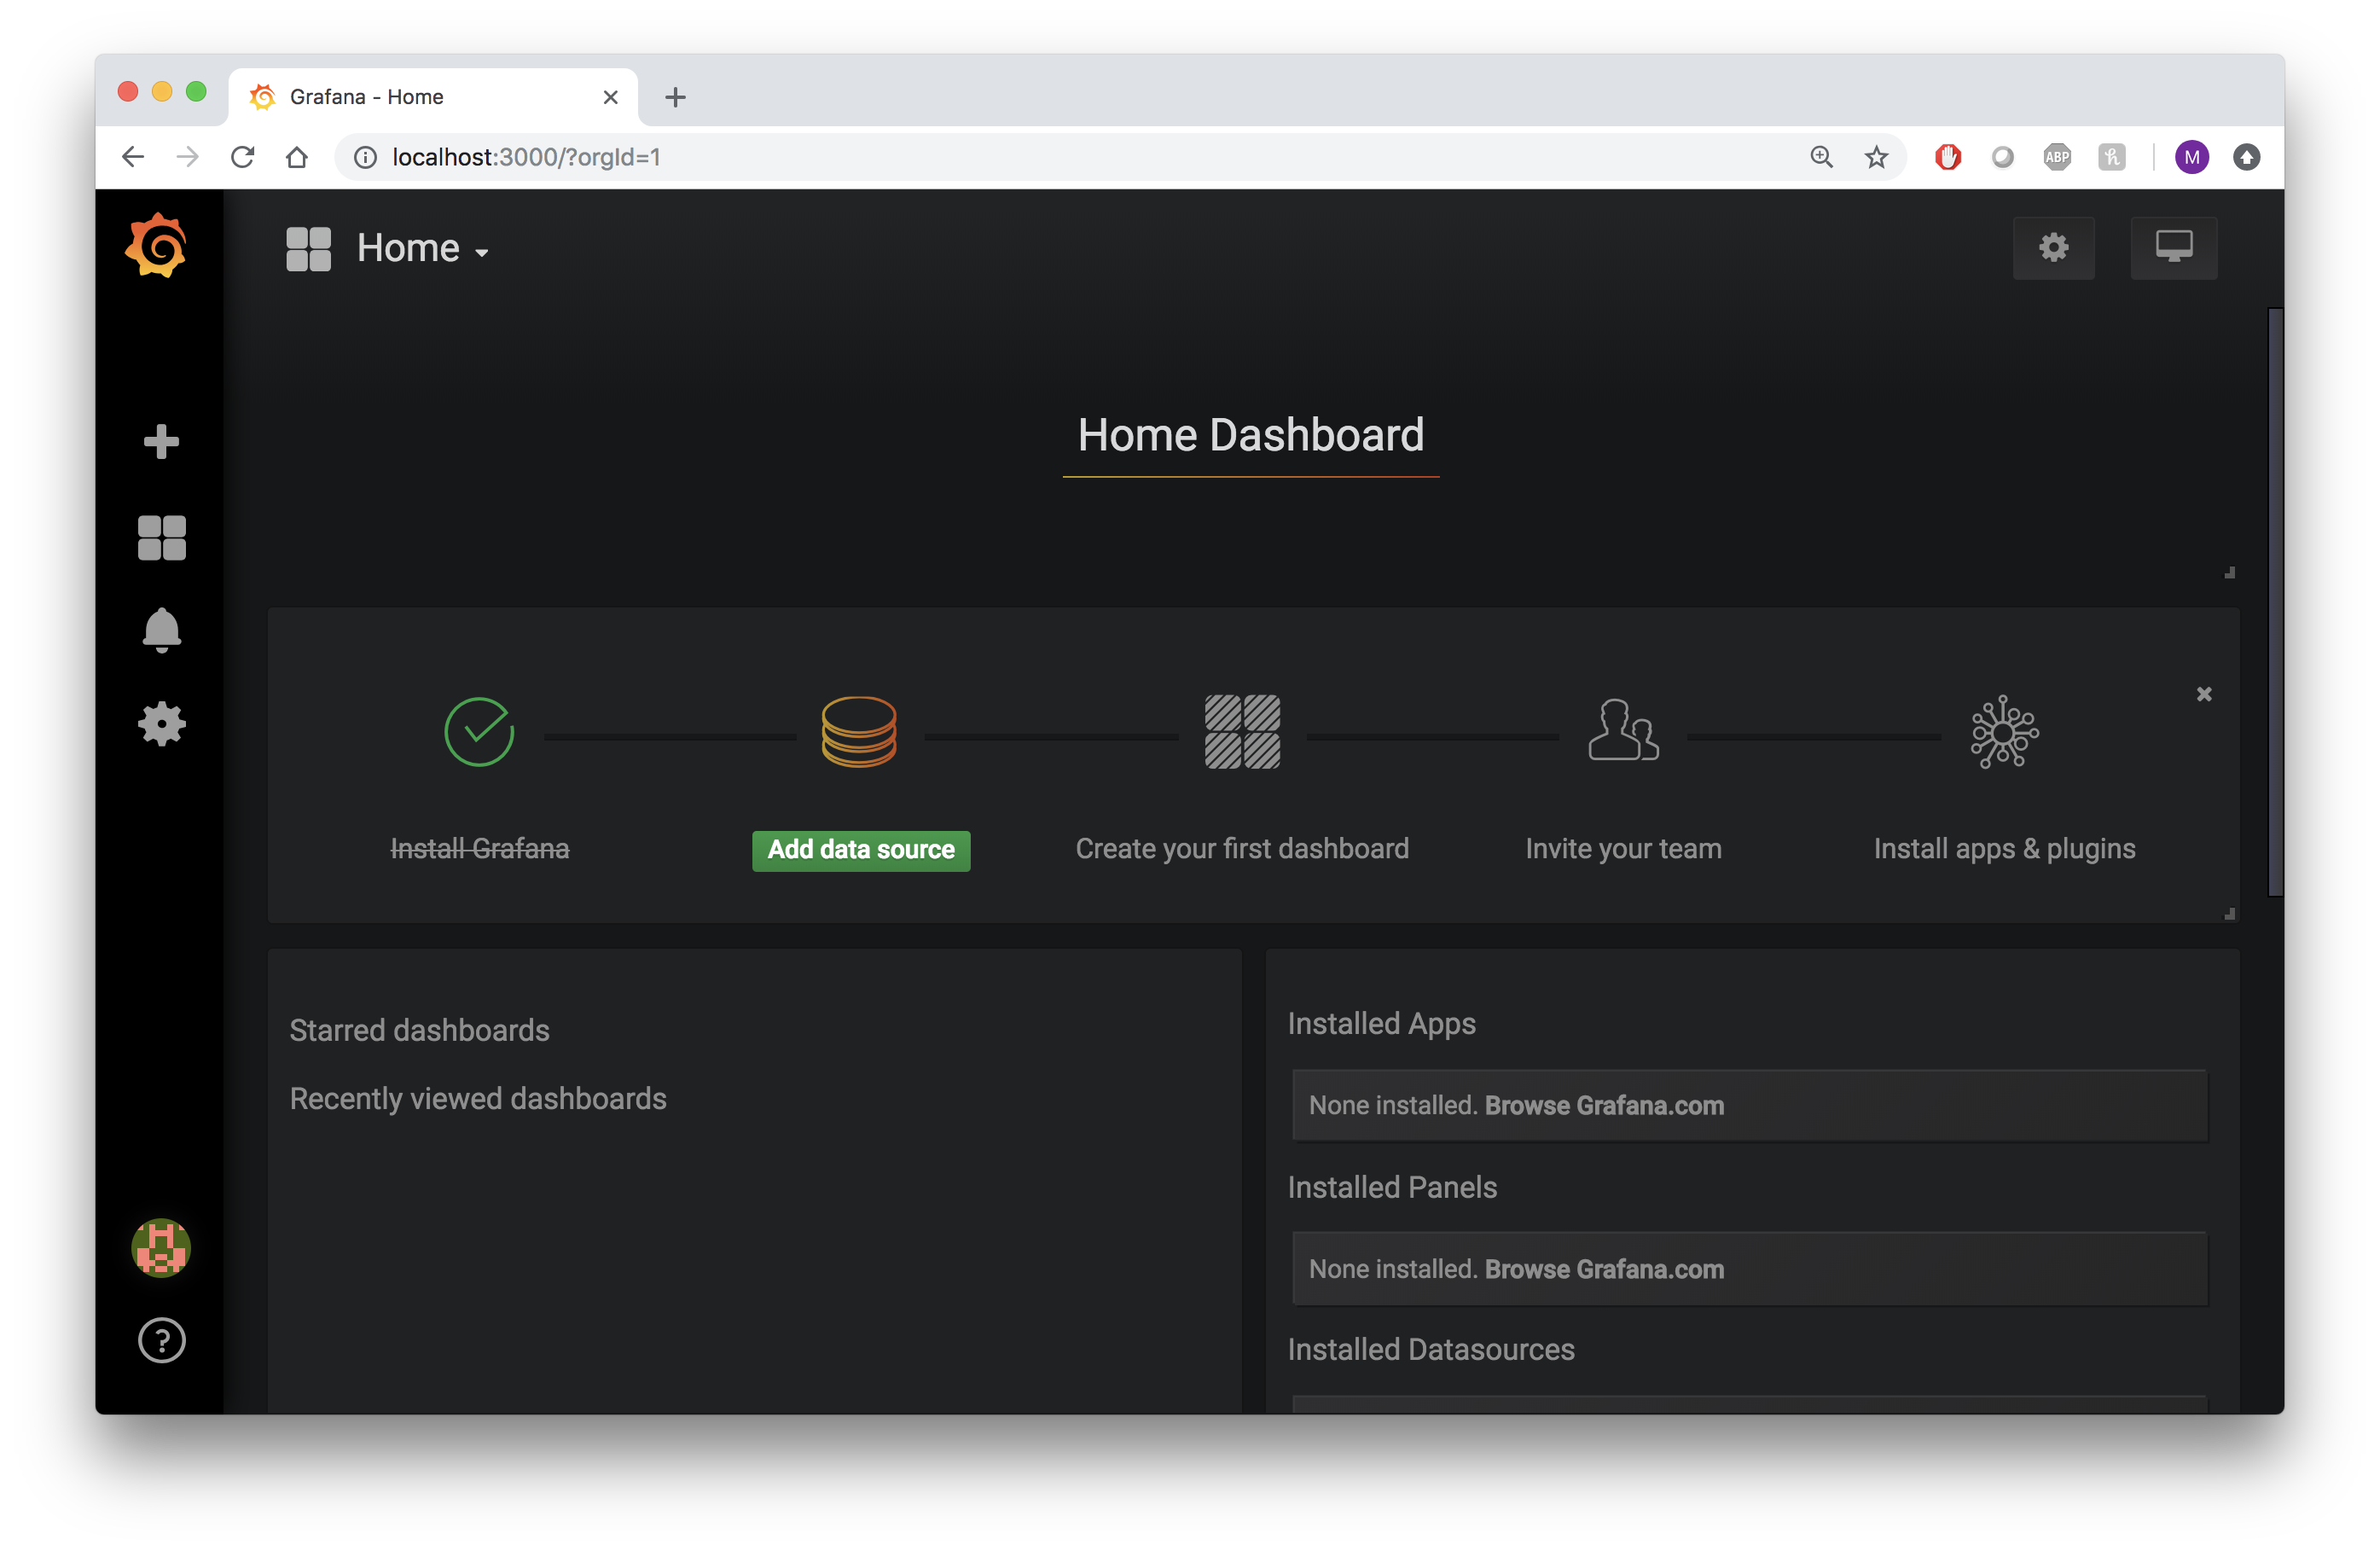 Grafana - Home
localhost:3000/?orgId=1
ABP
h
M
Home
Home Dashboard
Install Grafana
Add data source
Create your first dashboard
Invite your team
Install apps & plugins
Starred dashboards
Recently viewed dashboards
Installed Apps
None installed. Browse Grafana.com
Installed Panels
None installed. Browse Grafana.com
Installed Datasources
?